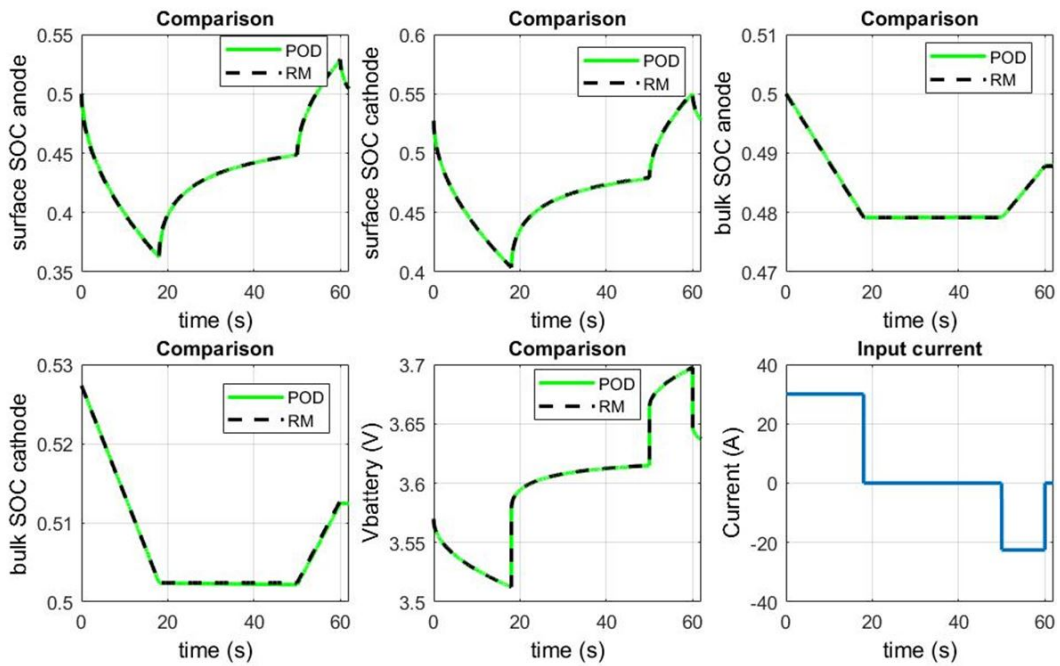 Comparison
0.55
0.5
0.45
0.4
0.35
surface SOC anode
POD
RM
0 20 40 60
time (s)
Comparison
0.6
0.55
0.5
0.45
0.4
surface SOC cathode
POD
RM
0 20 40 60
time (s)
Comparison
0.51
0.5
0.49
0.48
0.47
bulk SOC anode
POD
RM
0 20 40 60
time (s)
Comparison
0.53
0.52
0.51
0.5
bulk SOC cathode
POD
RM
0 20 40 60
time (s)
Comparison
3.7
3.65
3.6
3.55
3.5
Vbattery (V)
POD
RM
0 20 40 60
time (s)
Input current
40
20
0
-20
-40
Current (A)
0 20 40 60
time (s)